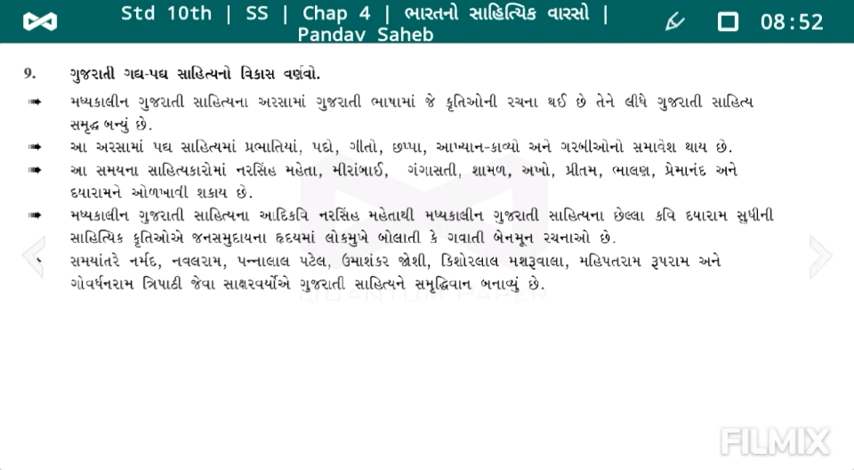 Std 10th | SS | Chap 4 | ભારતનો સાહિત્યિક વારસો |
Pandav Saheb
08:52
9. ગુજરાતી ગદ્ય-પદ્ય સાહિત્યનો વિકાસ વર્ણવો.
➡ મધ્યકાલીન ગુજરાતી સાહિત્યના અરસામાં ગુજરાતી ભાષામાં જે કૃતિઓની રચના થઈ છે તેને લીધે ગુજરાતી સાહિત્ય
સમૃદ્ધ બન્યું છે.
➡ આ અરસામાં પદ્ય સાહિત્યમાં પ્રભાતિયાં, પદો, ગીતો, છપ્પા, આખ્યાન-કાવ્યો અને ગરબીઓનો સમાવેશ થાય છે.
➡ આ સમયના સાહિત્યકારોમાં નરસિંહ મહેતા, મીરાંબાઈ, ગંગાસતી, શામળ, અખો, પ્રીતમ, ભાલણ, પ્રેમાનંદ અને
દયારામને ઓળખાવી શકાય છે.
➡ મધ્યકાલીન ગુજરાતી સાહિત્યના આદિકવિ નરસિંહ મહેતાથી મધ્યકાલીન ગુજરાતી સાહિત્યના છેલ્લા કવિ દયારામ સુધીની
સાહિત્યિક કૃતિઓએ જનસમુદાયના હૃદયમાં લોકમુખે બોલાતી કે ગવાતી બેનમૂન રચનાઓ છે.
સમયાંતરે નર્મદ, નવલરામ, પન્નાલાલ પટેલ, ઉમાશંકર જોશી, કિશોરલાલ મશરૂવાલા, મહિપતરામ રૂપરામ અને
ગોવર્ધનરામ ત્રિપાઠી જેવા સાક્ષરવર્યોએ ગુજરાતી સાહિત્યને સમૃદ્ધિવાન બનાવ્યું છે.
FILMIX